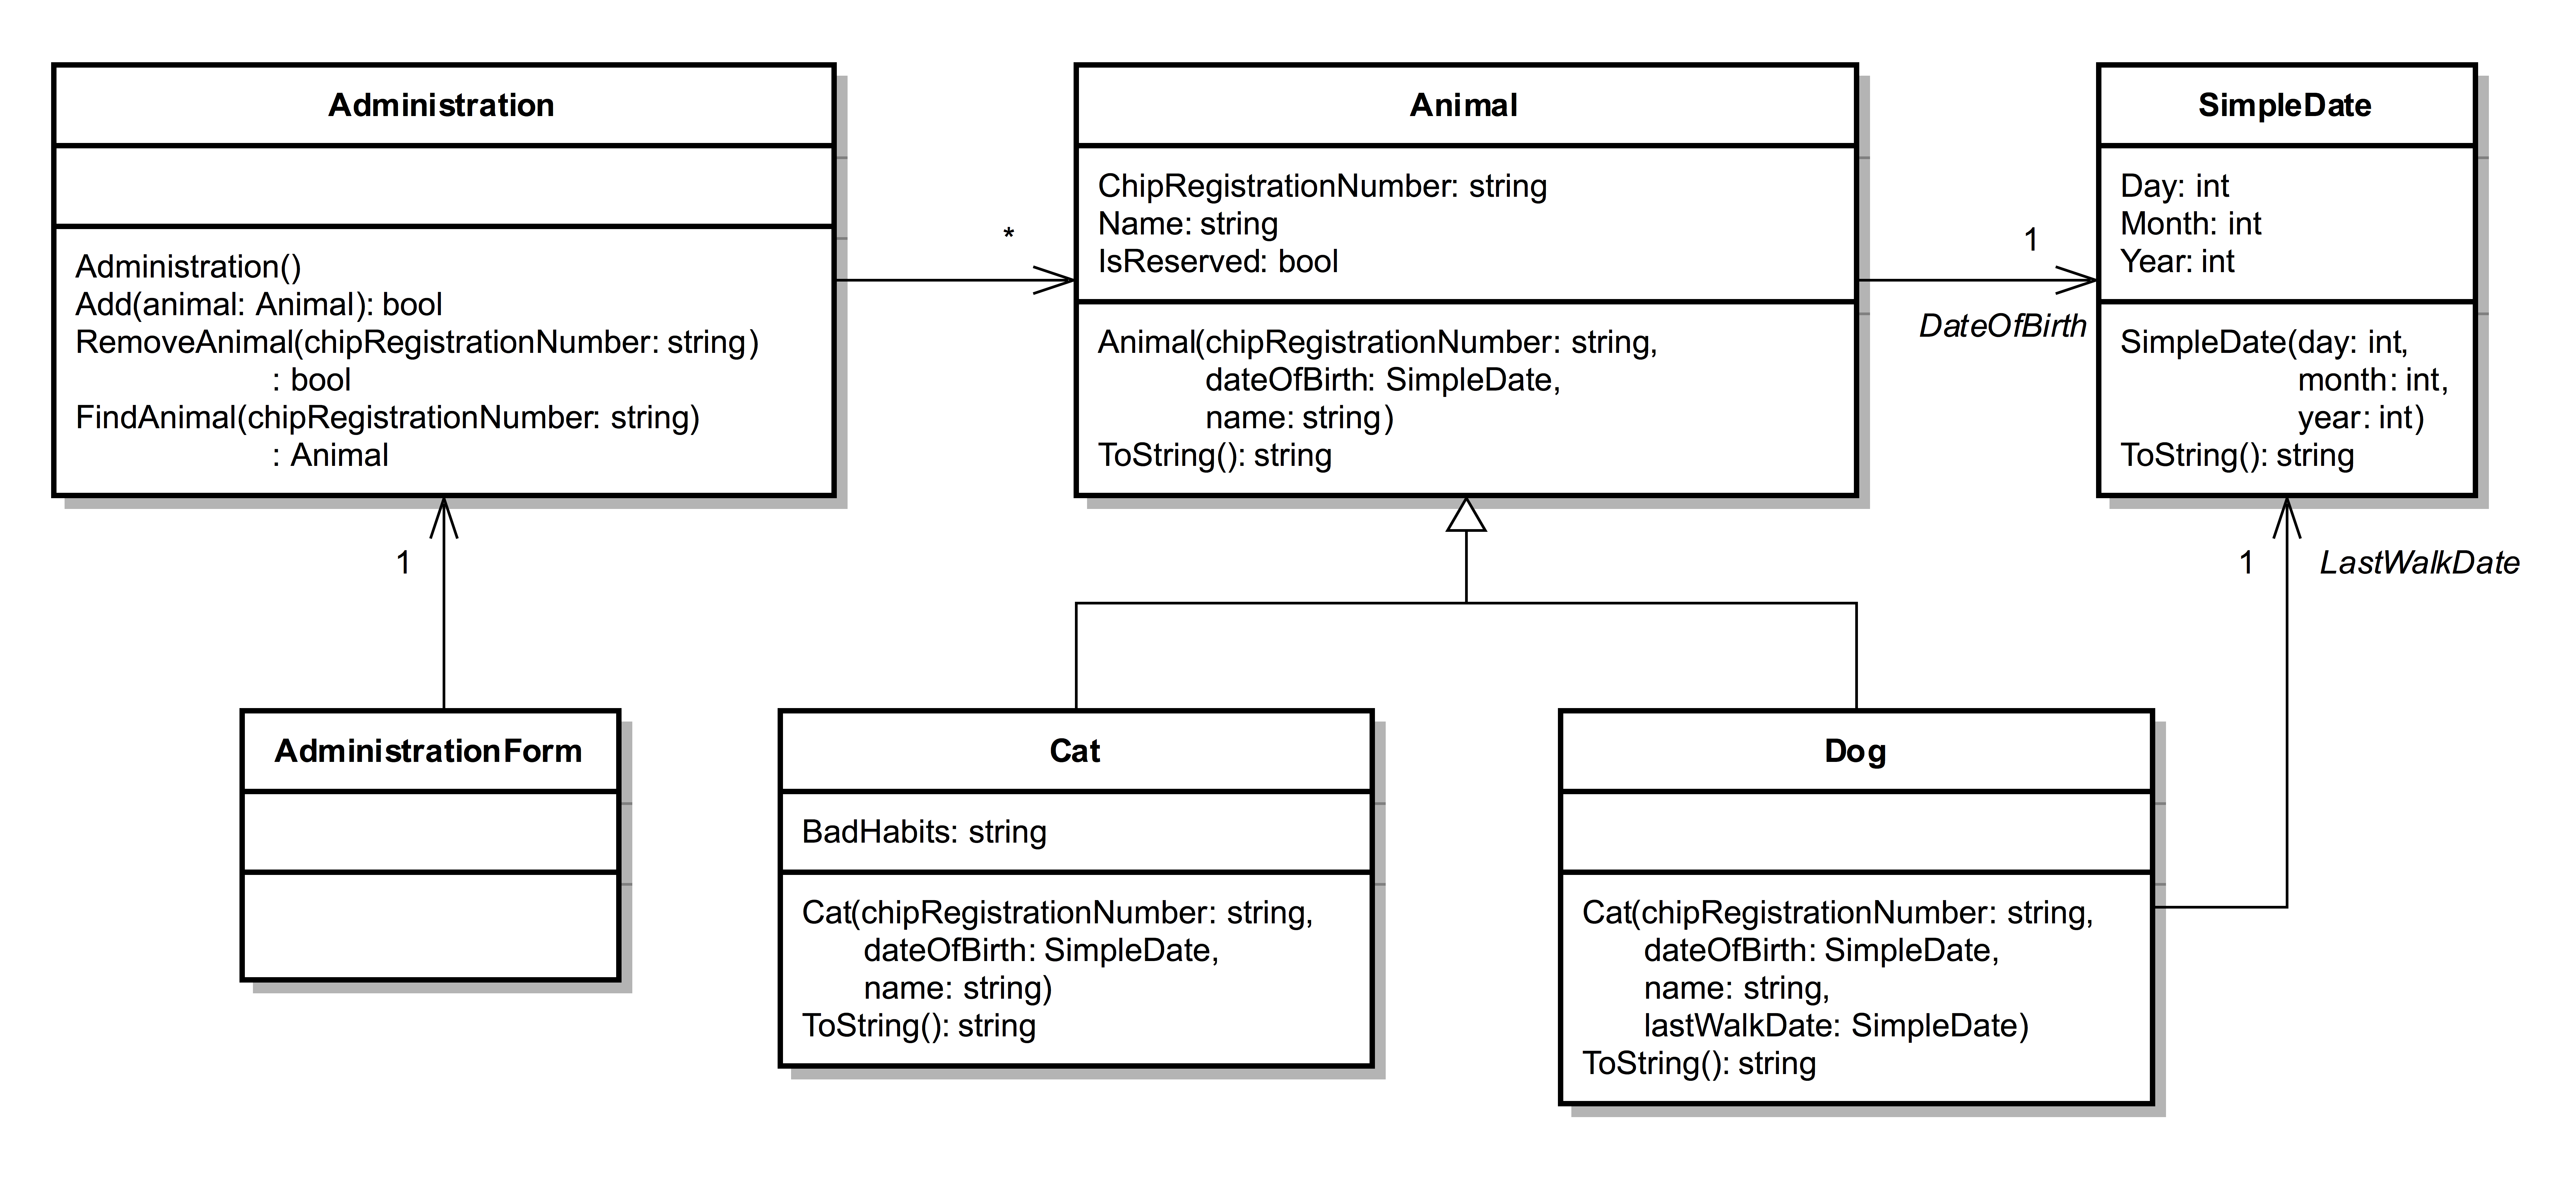 Administration
Administration()
Add(animal: Animal): bool
RemoveAnimal(chipRegistrationNumber: string)
: bool
FindAnimal(chipRegistrationNumber: string)
: Animal
*
Animal
ChipRegistrationNumber: string
Name: string
IsReserved: bool
Animal(chipRegistrationNumber: string,
dateOfBirth: SimpleDate,
name: string)
ToString(): string
1
DateOfBirth
SimpleDate
Day: int
Month: int
Year: int
SimpleDate(day: int,
month: int,
year: int)
ToString(): string
1
1
LastWalkDate
AdministrationForm
Cat
BadHabits: string
Cat(chipRegistrationNumber: string,
dateOfBirth: SimpleDate,
name: string)
ToString(): string
Dog
Cat(chipRegistrationNumber: string,
dateOfBirth: SimpleDate,
name: string,
lastWalkDate: SimpleDate)
ToString(): string